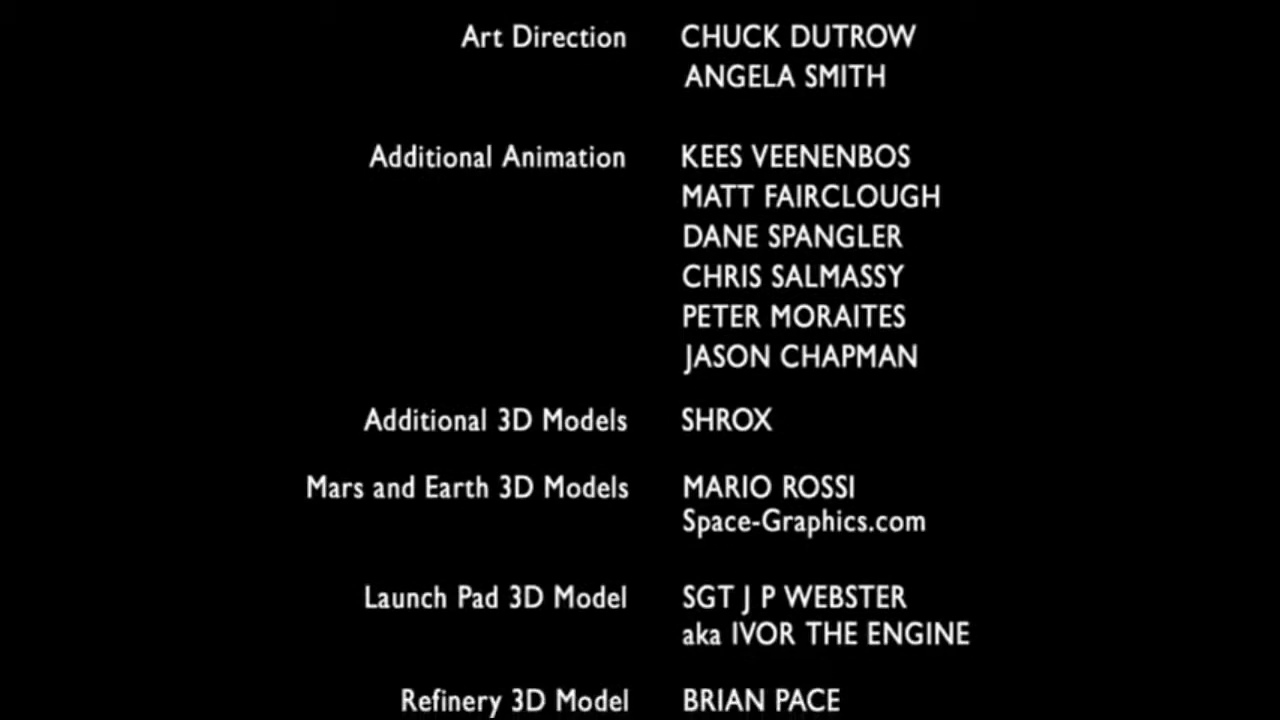 Art Direction CHUCK DUTROW
ANGELA SMITH
Additional Animation KEES VEENENBOS
MATT FAIRCLOUGH
DANE SPANGLER
CHRIS SALMASSY
PETER MORAITES
JASON CHAPMAN
Additional 3D Models SHROX
Mars and Earth 3D Models MARIO ROSSI
Space-Graphics.com
Launch Pad 3D Model SGT J P WEBSTER
aka IVOR THE ENGINE
Refinery 3D Model BRIAN PACE